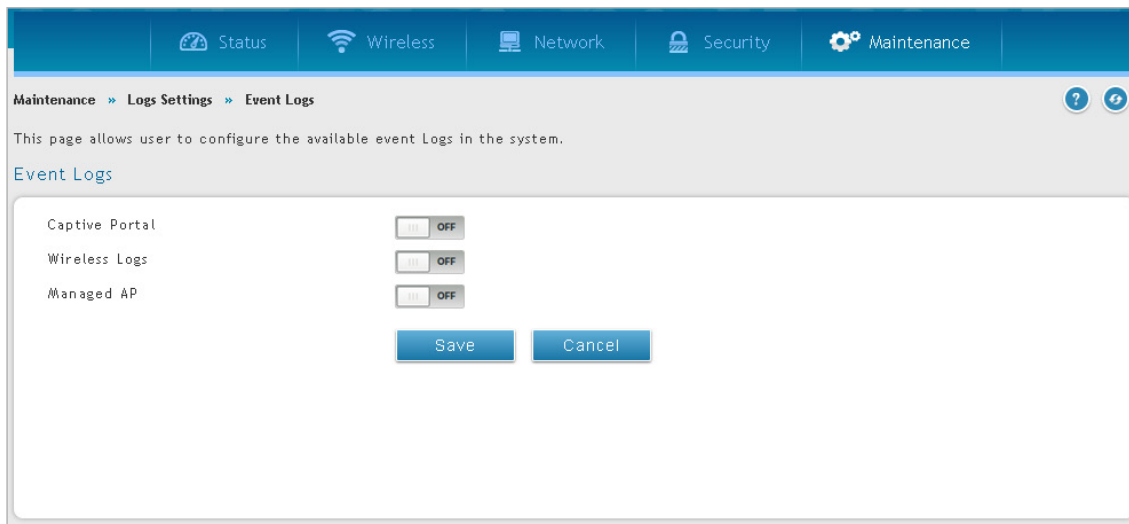 Status Wireless Network Security Maintenance
Maintenance » Logs Settings » Event Logs ?
This page allows user to configure the available event Logs in the system.
Event Logs
Captive Portal OFF
Wireless Logs OFF
Managed AP OFF
Save Cancel